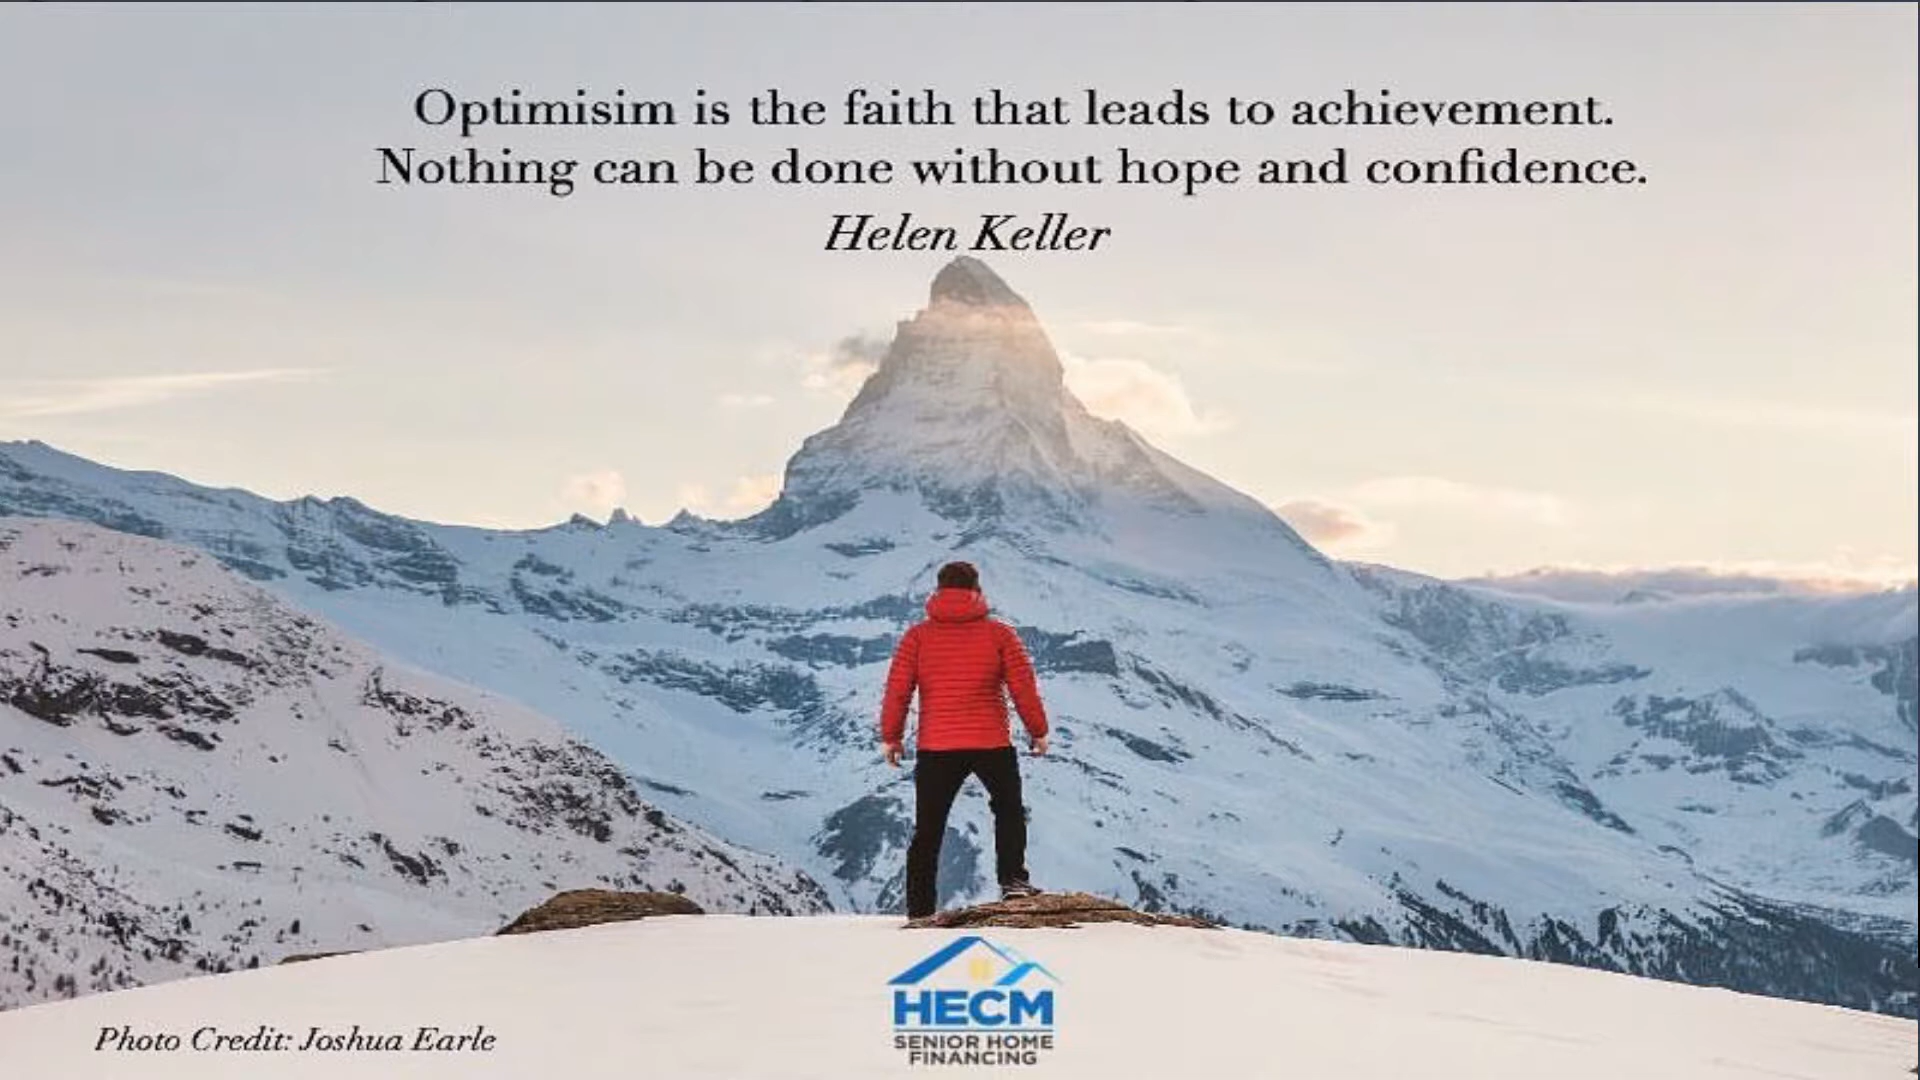 Optimisim is the faith that leads to achievement.
Nothing can be done without hope and confidence.
Helen Keller
HECM
SENIOR HOME
FINANCING
Photo Credit: Joshua Earle